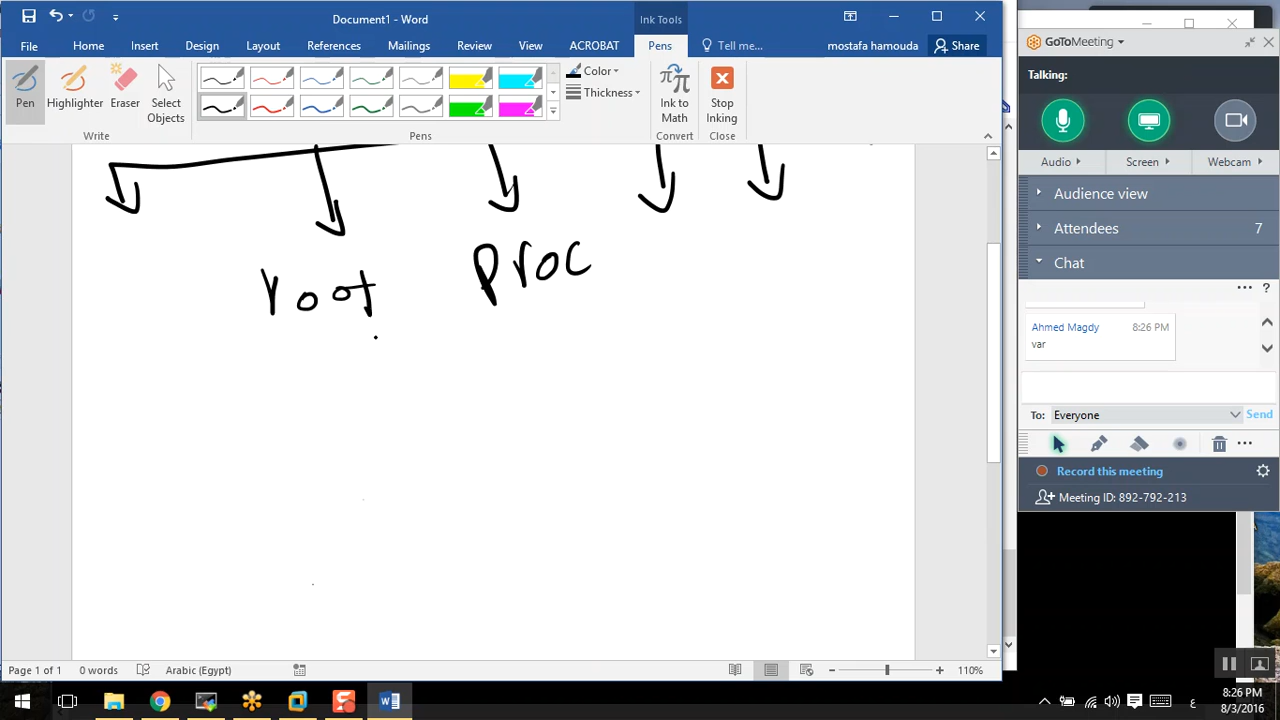 Document1 - Word
Ink Tools
File Home Insert Design Layout References Mailings Review View ACROBAT Pens Tell me... mostafa hamouda Share
Pen Highlighter Eraser Select Objects
Color
Thickness
Ink to Math
Stop Inking
Write Pens Convert Close
root proc
Page 1 of 1 0 words Arabic (Egypt) 110%
GoToMeeting
Talking:
Audio Screen Webcam
Audience view
Attendees 7
Chat
Ahmed Magdy 8:26 PM
var
To: Everyone Send
Record this meeting
Meeting ID: 892-792-213
ع 8:26 PM
8/3/2016